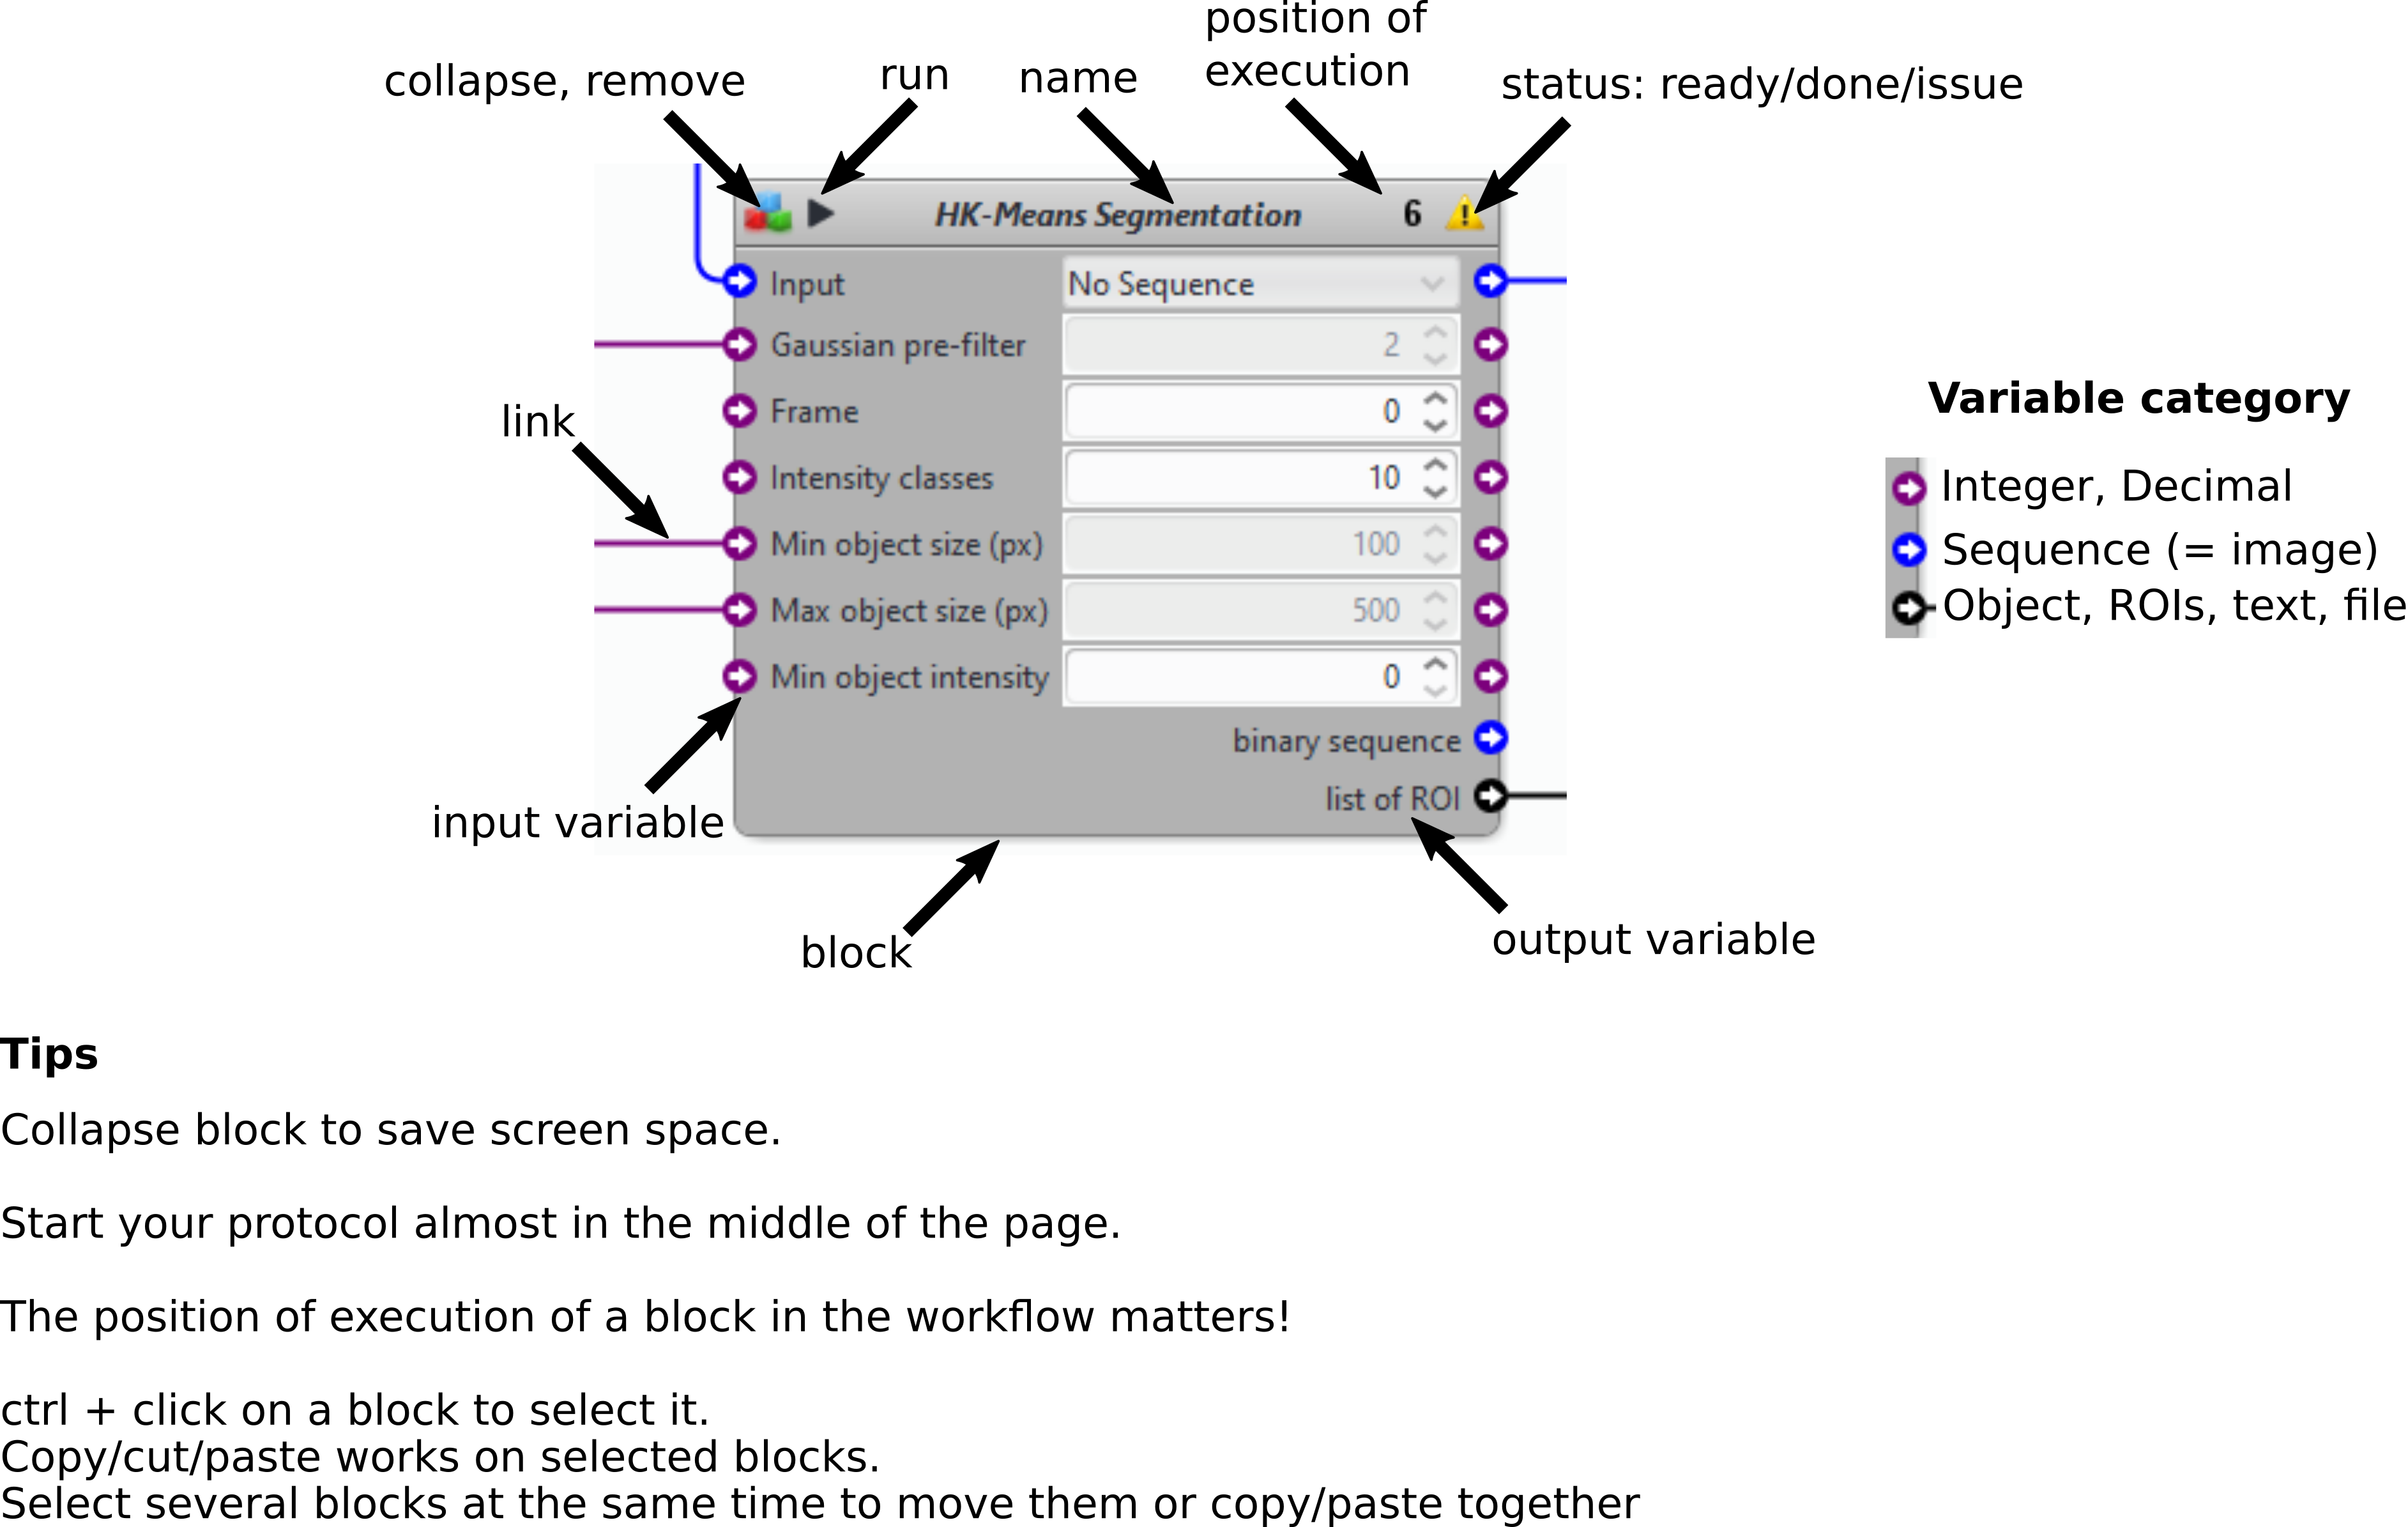 position of
execution
collapse, remove
run
name
status: ready/done/issue
HK-Means Segmentation 6
Input No Sequence
Gaussian pre-filter 2
Frame 0
Intensity classes 10
Min object size (px) 100
Max object size (px) 500
Min object intensity 0
binary sequence
list of ROI
link
input variable
block
output variable
Variable category
Integer, Decimal
Sequence (= image)
Object, ROIs, text, file
Tips
Collapse block to save screen space.
Start your protocol almost in the middle of the page.
The position of execution of a block in the workflow matters!
ctrl + click on a block to select it.
Copy/cut/paste works on selected blocks.
Select several blocks at the same time to move them or copy/paste together